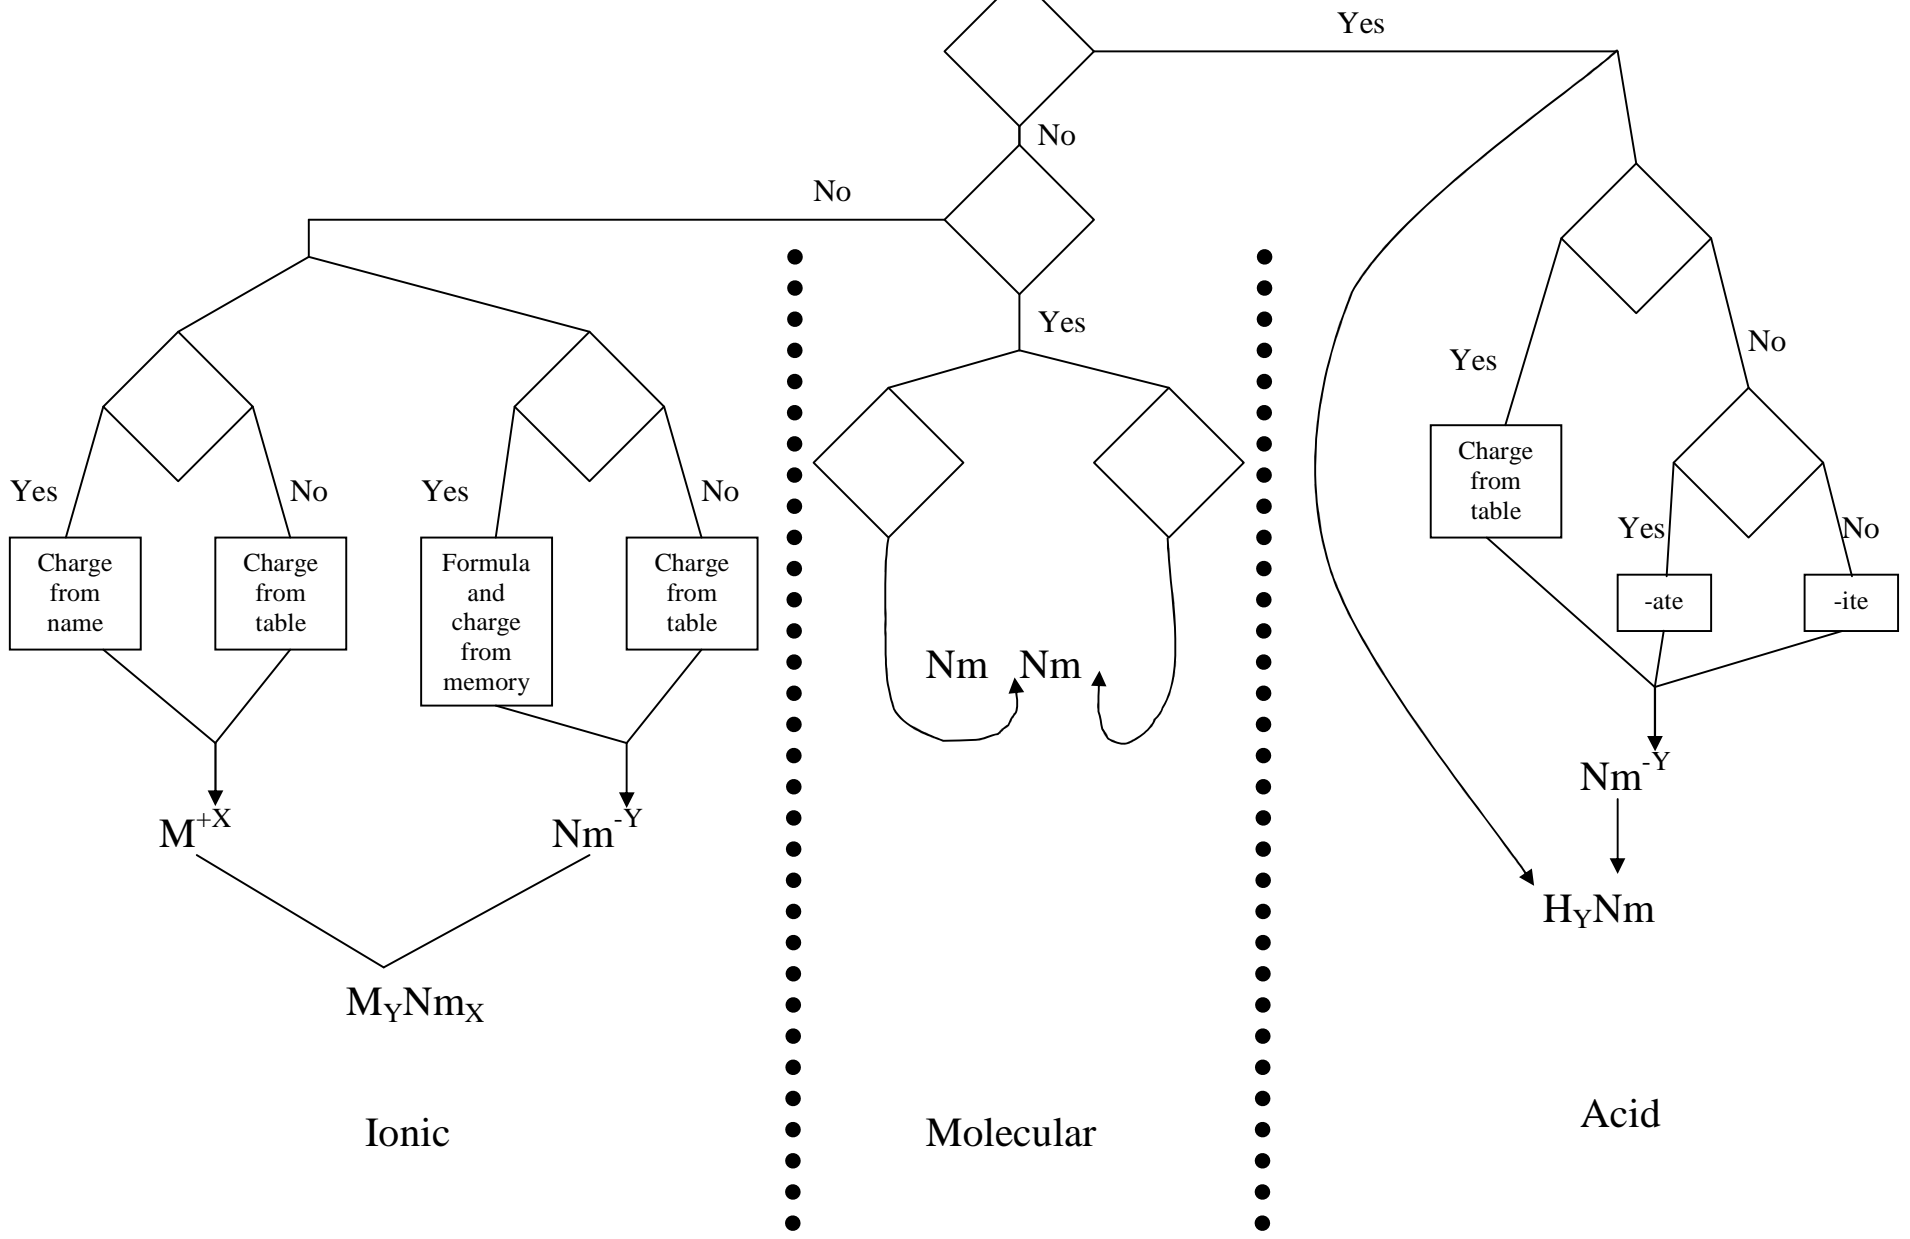 Yes
No
No
Yes
Yes
No
Yes
No
Yes
No
Yes
No
Charge
from
name
Charge
from
table
Formula
and
charge
from
memory
Charge
from
table
Nm Nm
Charge
from
table
-ate
-ite
M+X
Nm-Y
Nm-Y
HYNm
MYNmX
Ionic
Molecular
Acid